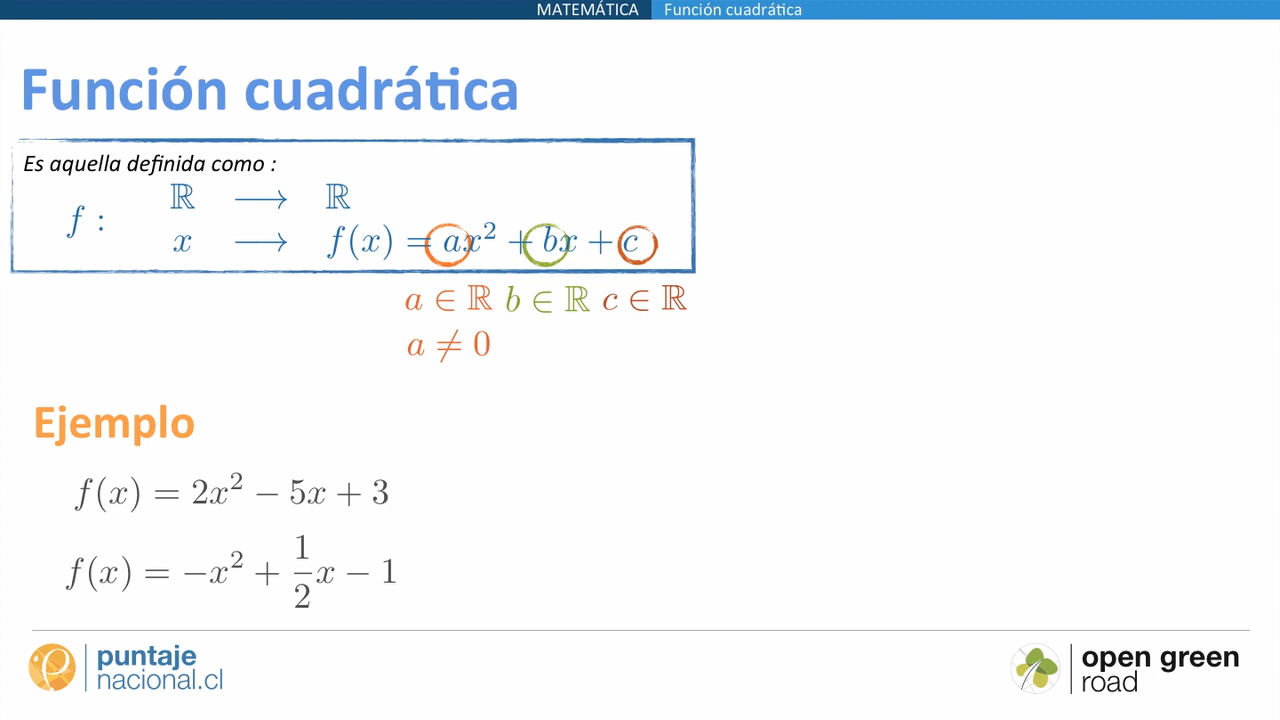 MATEMÁTICA Función cuadrática
Función cuadrática
Es aquella definida como :
f : ℝ ⟶ ℝ
x ⟶ f(x) = ax² + bx + c
a ∈ ℝ b ∈ ℝ c ∈ ℝ
a ≠ 0
Ejemplo
f(x) = 2x² − 5x + 3
f(x) = −x² + 1/2 x − 1
puntaje
nacional.cl
open green
road